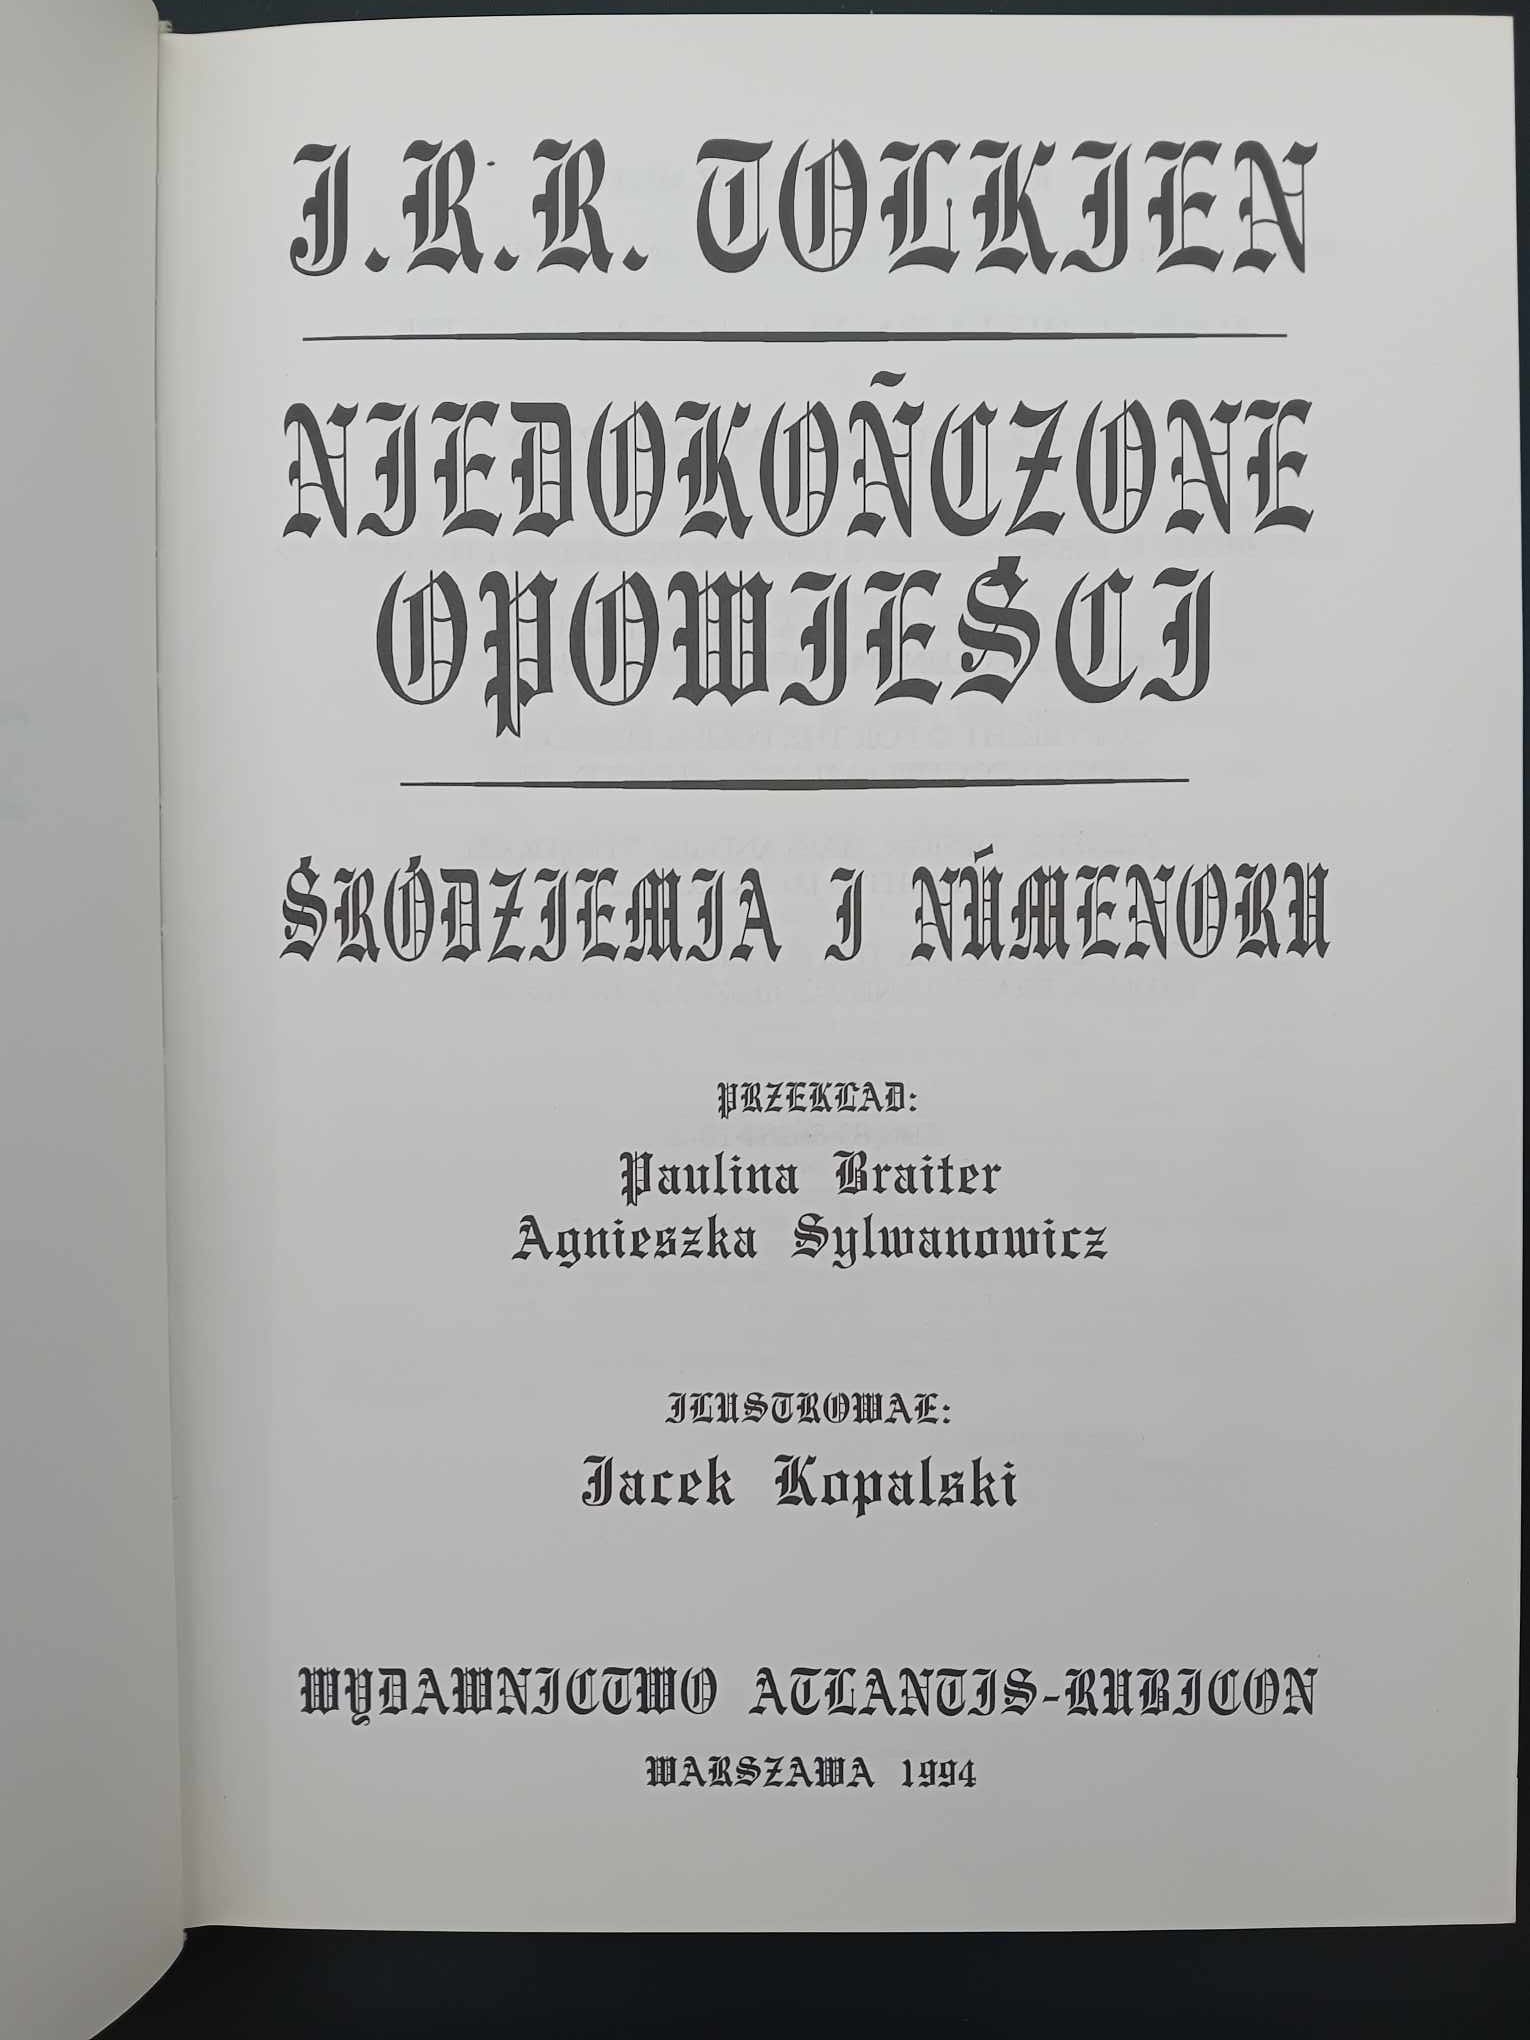 J.R.R. TOLKIEN
NIEDOKOŃCZONE
OPOWIEŚCI
ŚRÓDZIEMIA I NÚMENORU
PRZEKŁAD:
Paulina Braiter
Agnieszka Sylwanowicz
ILUSTROWAŁ:
Jacek Kopalski
WYDAWNICTWO ATLANTIS-RUBICON
WARSZAWA 1994